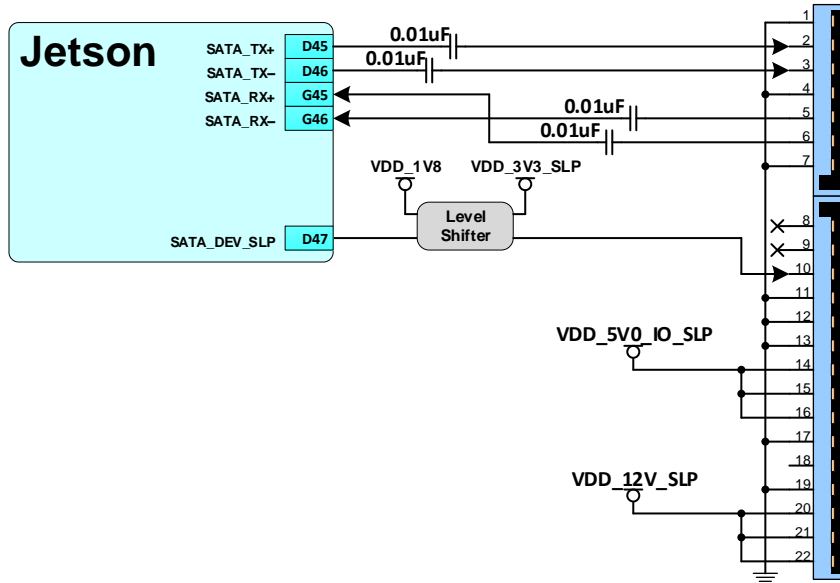 Jetson
SATA_TX+ D45
SATA_TX– D46
SATA_RX+ G45
SATA_RX– G46
SATA_DEV_SLP D47
0.01uF
0.01uF
0.01uF
0.01uF
VDD_1V8
VDD_3V3_SLP
Level
Shifter
VDD_5V0_IO_SLP
VDD_12V_SLP
1
2
3
4
5
6
7
8
9
10
11
12
13
14
15
16
17
18
19
20
21
22